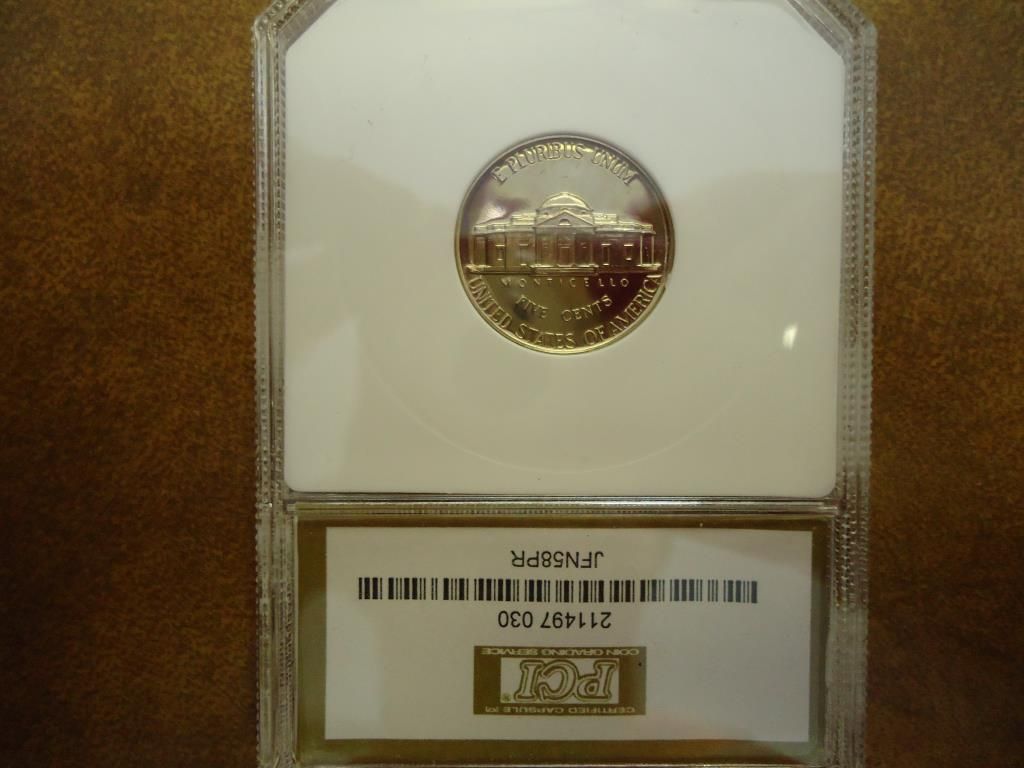 E PLURIBUS UNUM
MONTICELLO
FIVE CENTS
UNITED STATES OF AMERICA
CERTIFIED CAPSULE
PCI®
COIN GRADING SERVICE
211497 030
JFN58PR